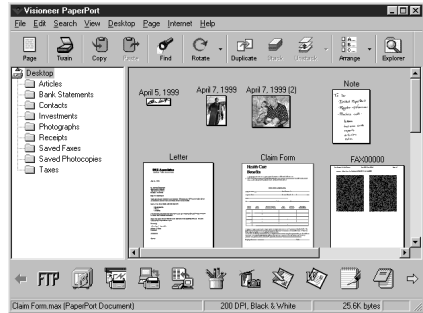 Visioneer PaperPort
File Edit Search View Desktop Page Internet Help
Page Twain Copy Paste Find Rotate Duplicate Stack Unstack Arrange Explorer
Desktop
Articles
Bank Statements
Contacts
Investments
Photographs
Receipts
Saved Faxes
Saved Photocopies
Taxes
April 5, 1999
April 7, 1999
April 7, 1999 (2)
Note
Letter
Claim Form
FAX00000
Health Care
Benefits
FTP
Claim Form.max (PaperPort Document) 200 DPI, Black & White 25.6K bytes